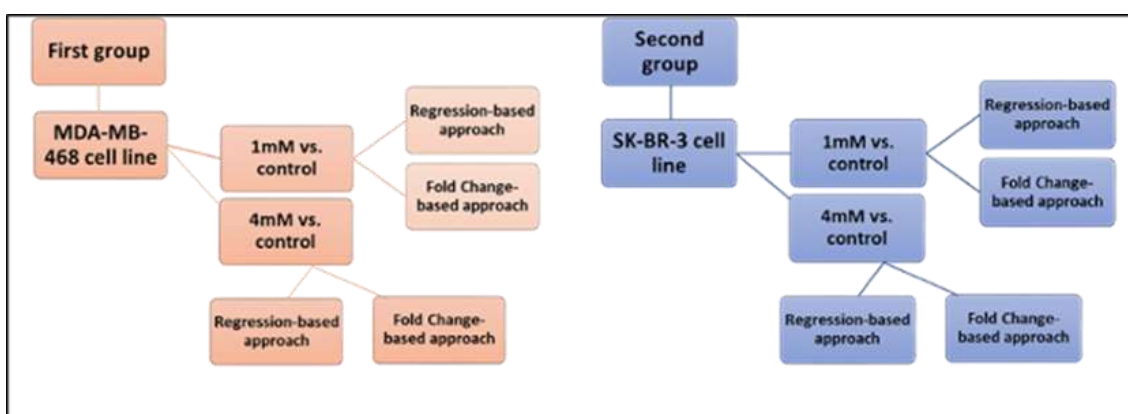 First group
MDA-MB-
468 cell line
1mM vs.
control
Regression-based
approach
Fold Change-
based approach
4mM vs.
control
Regression-based
approach
Fold Change-
based approach
Second
group
SK-BR-3 cell
line
1mM vs.
control
Regression-based
approach
Fold Change-
based approach
4mM vs.
control
Regression-based
approach
Fold Change-
based approach